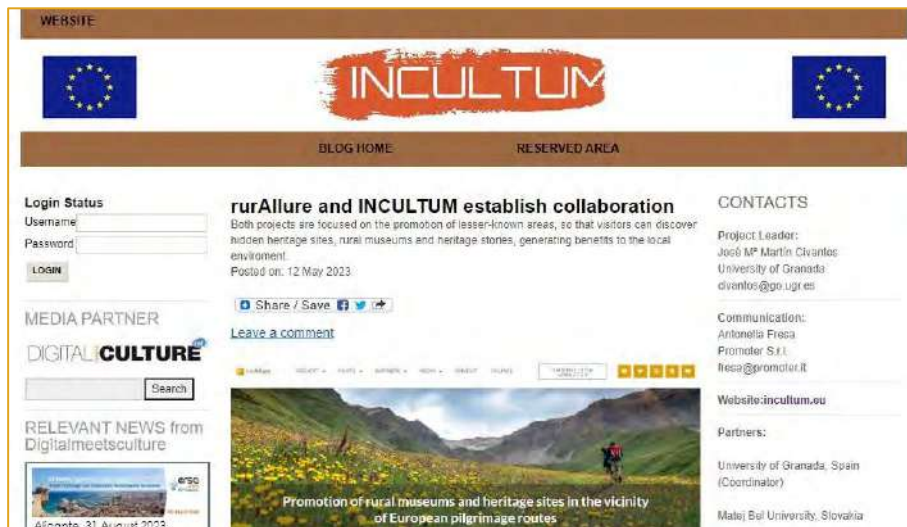 WEBSITE
INCULTUM
BLOG HOME
RESERVED AREA
Login Status
Username
Password
LOGIN
MEDIA PARTNER
DIGITAL CULTURE
Search
RELEVANT NEWS from
Digitalmeetsculture
Alicante, 31 August 2023
rurAllure and INCULTUM establish collaboration
Both projects are focused on the promotion of lesser-known areas, so that visitors can discover
hidden heritage sites, rural museums and heritage stories, generating benefits to the local
enviroment.
Posted on: 12 May 2023
Share / Save
Leave a comment
Promotion of rural museums and heritage sites in the vicinity
of European pilgrimage routes
CONTACTS
Project Leader:
José Mª Martín Civantos
University of Granada
civantos@go.ugr.es
Communication:
Antonella Fresa
Promoter S.r.l.
fresa@promoter.it
Website:incultum.eu
Partners:
University of Granada, Spain
(Coordinator)
Matej Bel University, Slovakia